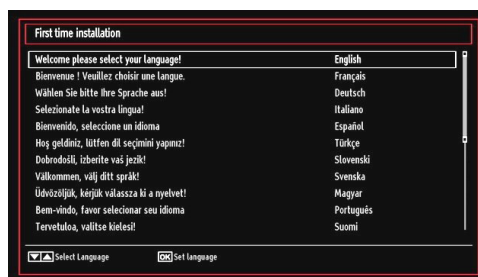 First time installation
Welcome please select your language! English
Bienvenue ! Veuillez choisir une langue. Français
Wählen Sie bitte Ihre Sprache aus! Deutsch
Selezionate la vostra lingua! Italiano
Bienvenido, seleccione un idioma Español
Hoş geldiniz, lütfen dil seçimini yapınız! Türkçe
Dobrodošli, izberite vaš jezik! Slovenski
Välkommen, välj ditt språk! Svenska
Üdvözöljük, kérjük válassza ki a nyelvet! Magyar
Bem-vindo, favor selecionar seu idioma Português
Tervetuloa, valitse kielesi! Suomi
Select Language OK Set language